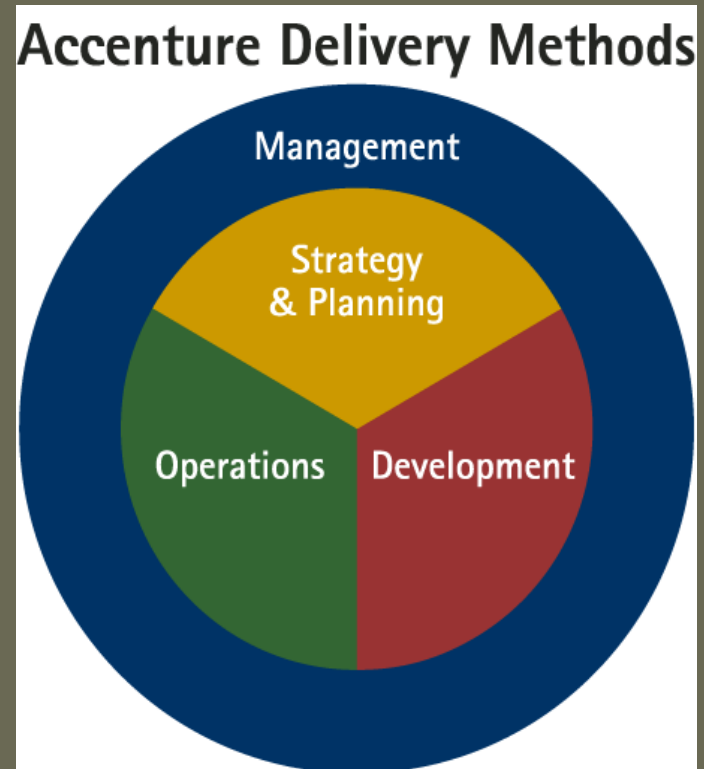 Accenture Delivery Methods
Management
Strategy
& Planning
Operations
Development